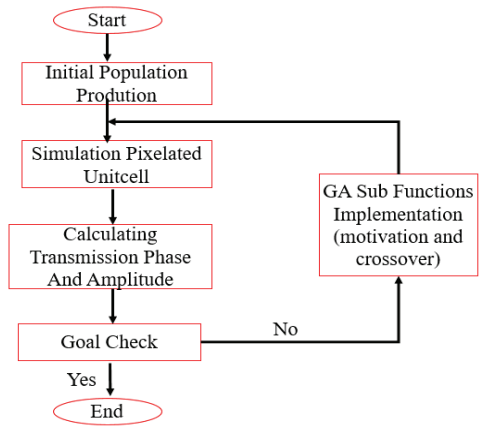 Start
Initial Population
Prodution
Simulation Pixelated
Unitcell
Calculating
Transmission Phase
And Amplitude
Goal Check
No
Yes
End
GA Sub Functions
Implementation
(motivation and
crossover)